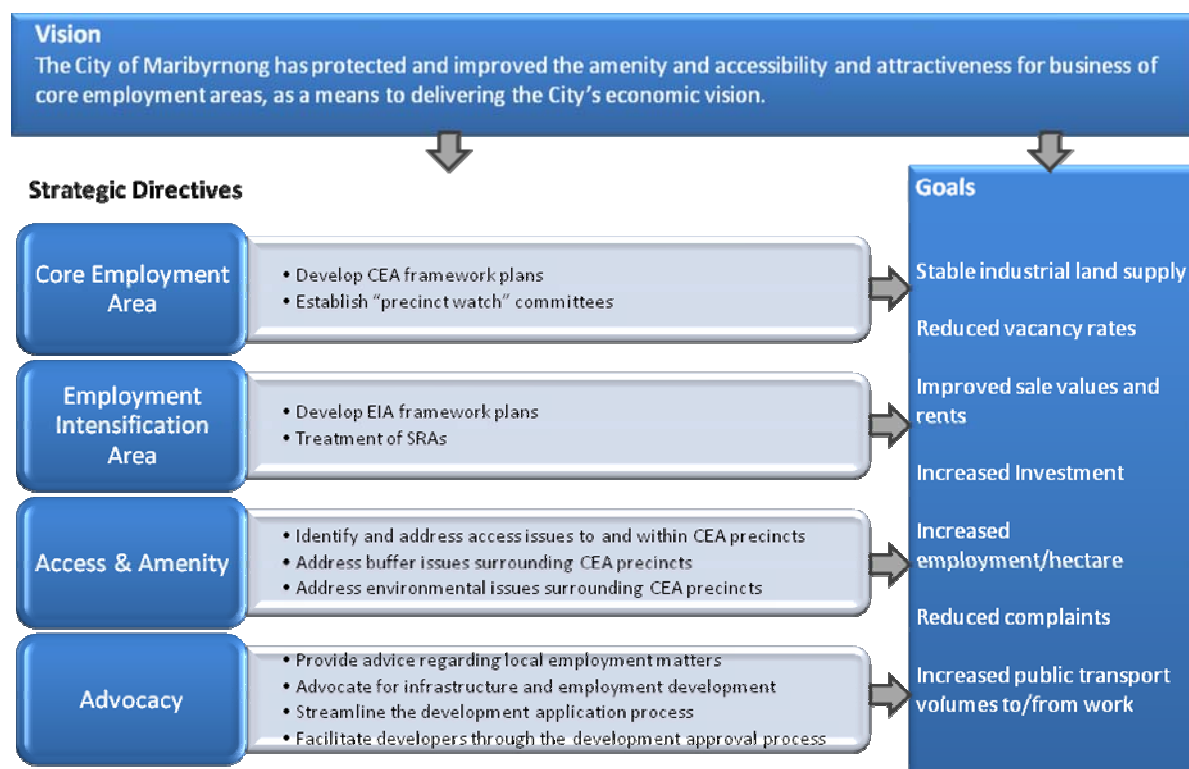 Vision
The City of Maribyrnong has protected and improved the amenity and accessibility and attractiveness for business of
core employment areas, as a means to delivering the City's economic vision.
Strategic Directives
Core Employment
Area
• Develop CEA framework plans
• Establish "precinct watch" committees
Employment
Intensification
Area
• Develop EIA framework plans
• Treatment of SRAs
Access & Amenity
• Identify and address access issues to and within CEA precincts
• Address buffer issues surrounding CEA precincts
• Address environmental issues surrounding CEA precincts
Advocacy
• Provide advice regarding local employment matters
• Advocate for infrastructure and employment development
• Streamline the development application process
• Facilitate developers through the development approval process
Goals
Stable industrial land supply
Reduced vacancy rates
Improved sale values and
rents
Increased Investment
Increased
employment/hectare
Reduced complaints
Increased public transport
volumes to/from work